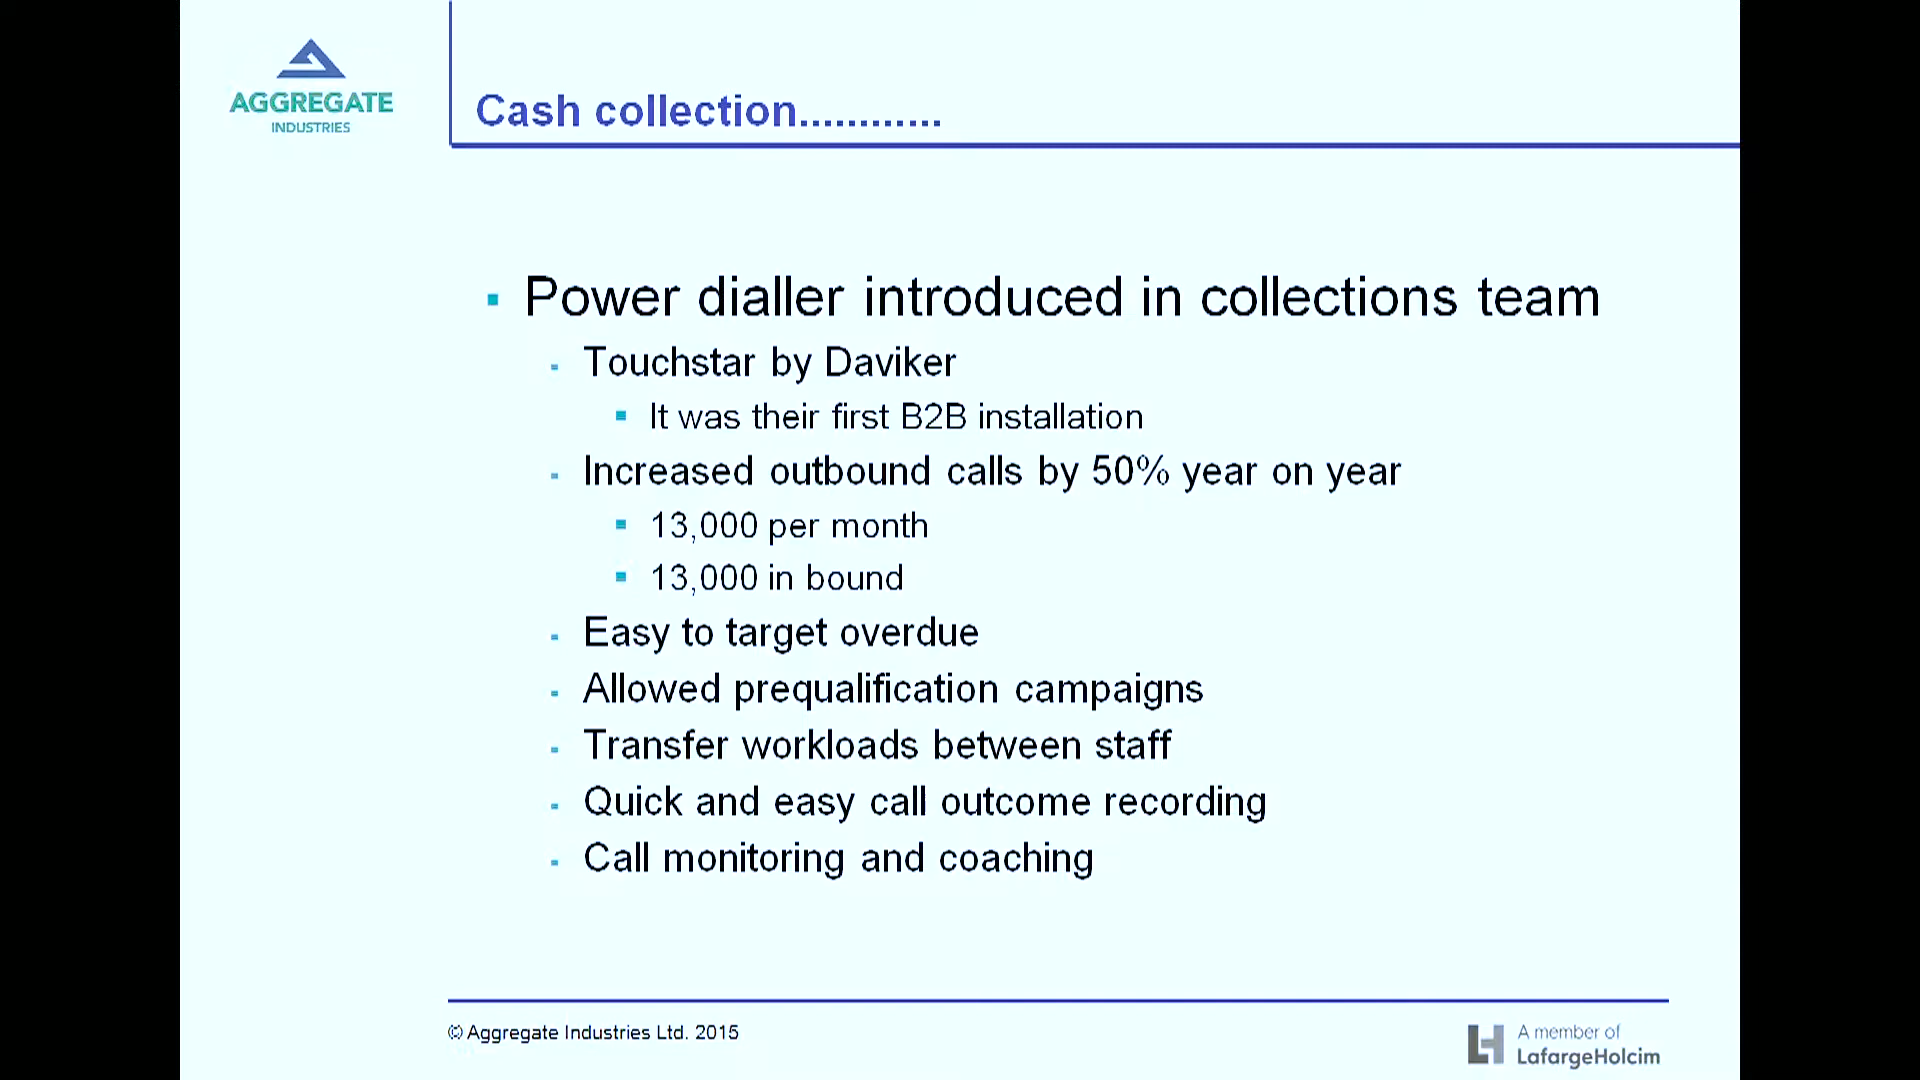 AGGREGATE
INDUSTRIES
Cash collection............
Power dialler introduced in collections team
Touchstar by Daviker
It was their first B2B installation
Increased outbound calls by 50% year on year
13,000 per month
13,000 in bound
Easy to target overdue
Allowed prequalification campaigns
Transfer workloads between staff
Quick and easy call outcome recording
Call monitoring and coaching
© Aggregate Industries Ltd. 2015
A member of
LafargeHolcim